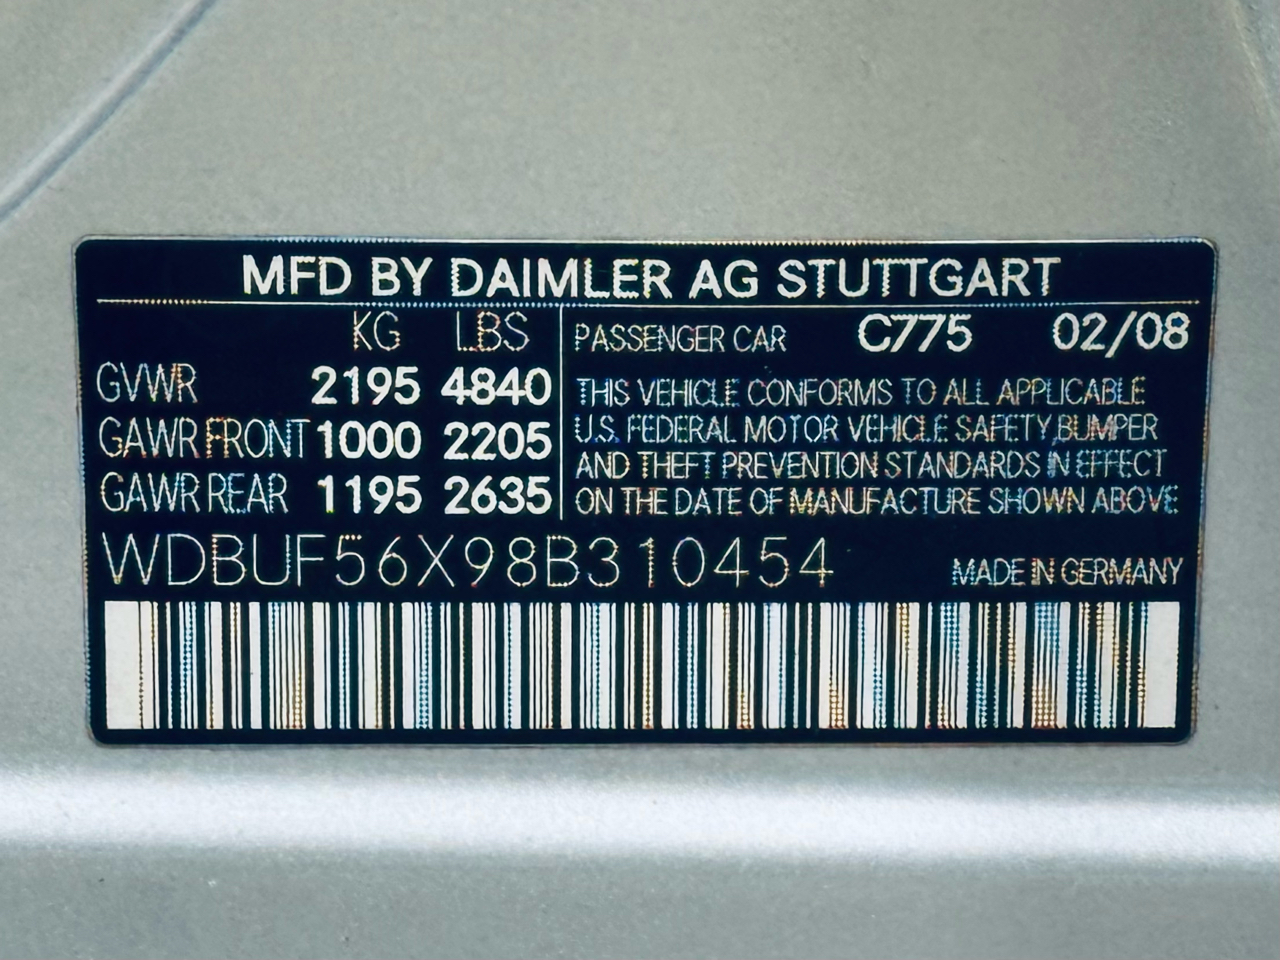 MFD BY DAIMLER AG STUTTGART
KG LBS
GVWR 2195 4840
GAWR FRONT 1000 2205
GAWR REAR 1195 2635
PASSENGER CAR C775 02/08
THIS VEHICLE CONFORMS TO ALL APPLICABLE
U.S. FEDERAL MOTOR VEHICLE SAFETY,BUMPER
AND THEFT PREVENTION STANDARDS IN EFFECT
ON THE DATE OF MANUFACTURE SHOWN ABOVE
WDBUF56X98B310454
MADE IN GERMANY